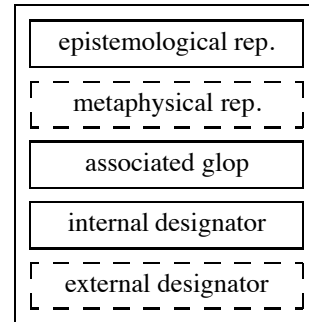 epistemological rep.
metaphysical rep.
associated glop
internal designator
external designator